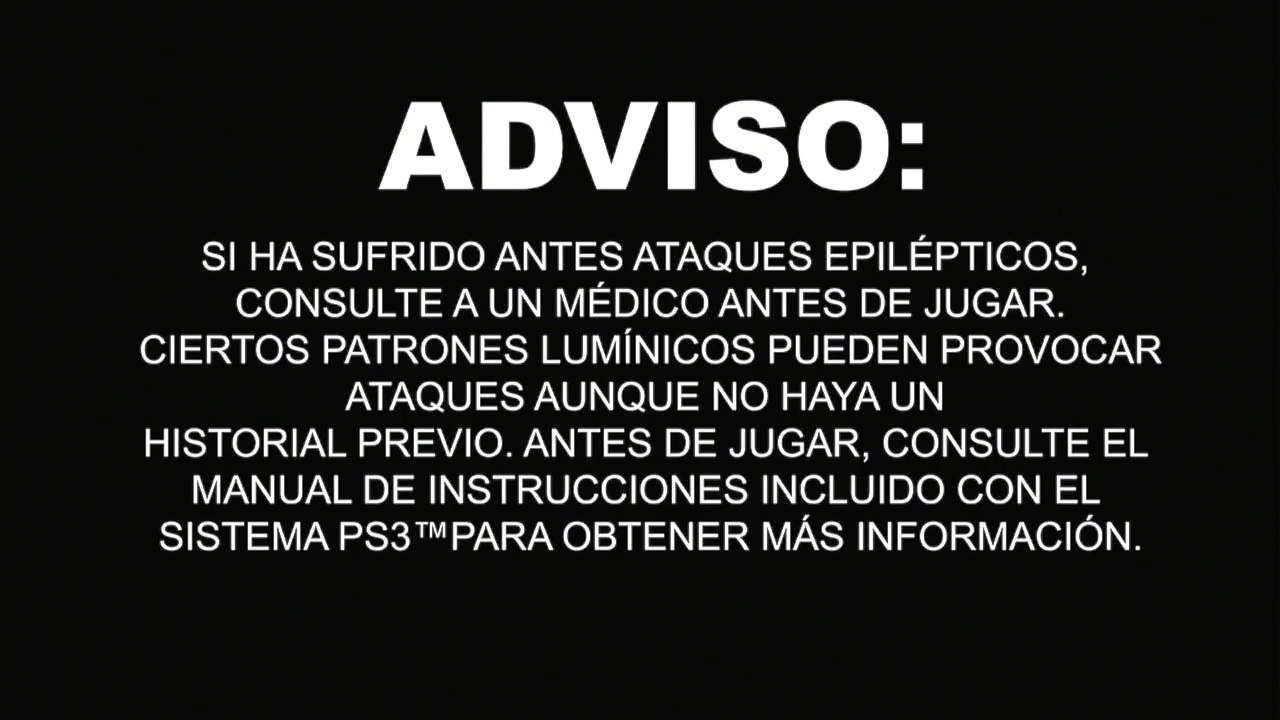 ADVISO:
SI HA SUFRIDO ANTES ATAQUES EPILÉPTICOS,
CONSULTE A UN MÉDICO ANTES DE JUGAR.
CIERTOS PATRONES LUMÍNICOS PUEDEN PROVOCAR
ATAQUES AUNQUE NO HAYA UN
HISTORIAL PREVIO. ANTES DE JUGAR, CONSULTE EL
MANUAL DE INSTRUCCIONES INCLUIDO CON EL
SISTEMA PS3™PARA OBTENER MÁS INFORMACIÓN.